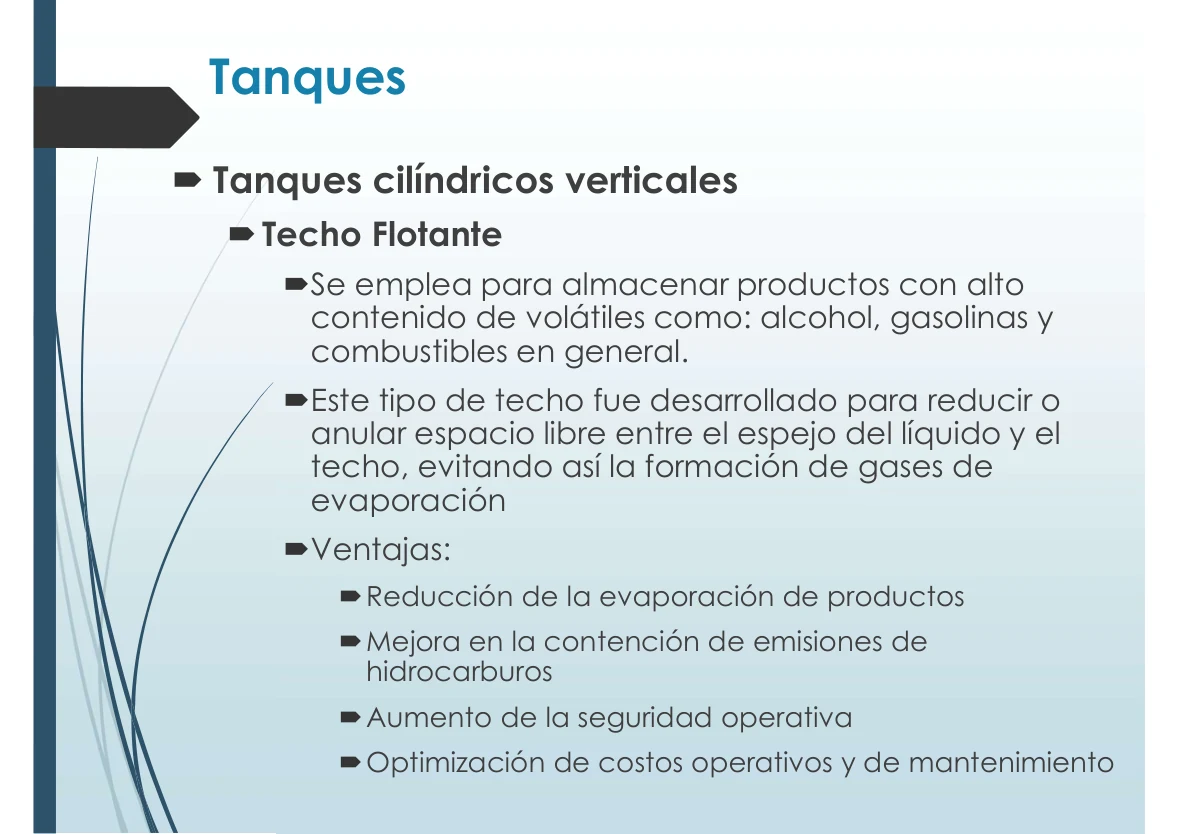 Tanques
Tanques cilíndricos verticales
Techo Flotante
Se emplea para almacenar productos con alto
contenido de volátiles como: alcohol, gasolinas y
combustibles en general.
Este tipo de techo fue desarrollado para reducir o
anular espacio libre entre el espejo del líquido y el
techo, evitando así la formación de gases de
evaporación
Ventajas:
Reducción de la evaporación de productos
Mejora en la contención de emisiones de
hidrocarburos
Aumento de la seguridad operativa
Optimización de costos operativos y de mantenimiento